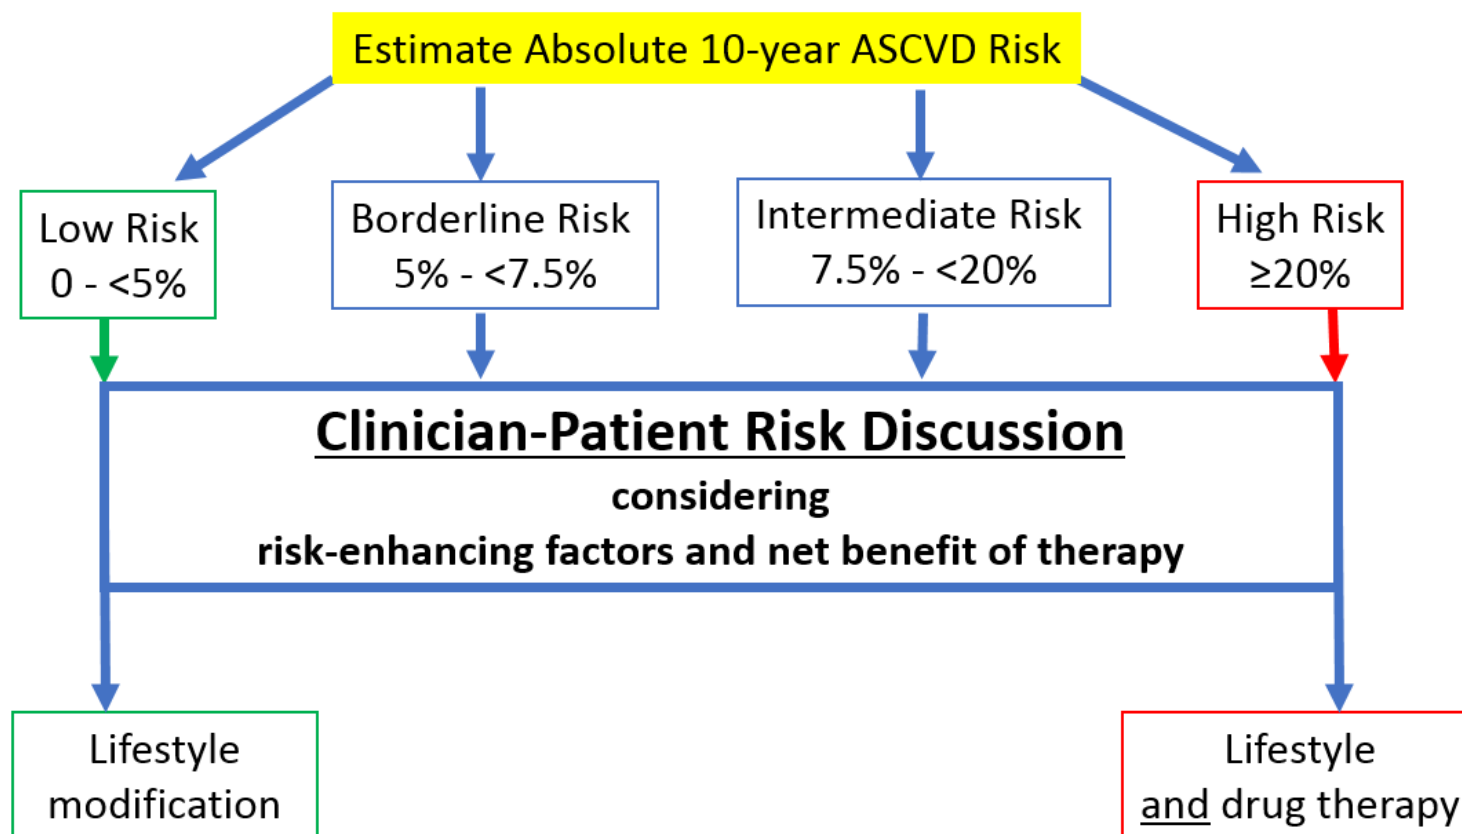 Estimate Absolute 10-year ASCVD Risk
Low Risk
0 - <5%
Borderline Risk
5% - <7.5%
Intermediate Risk
7.5% - <20%
High Risk
≥20%
Clinician-Patient Risk Discussion
considering
risk-enhancing factors and net benefit of therapy
Lifestyle
modification
Lifestyle
and drug therapy